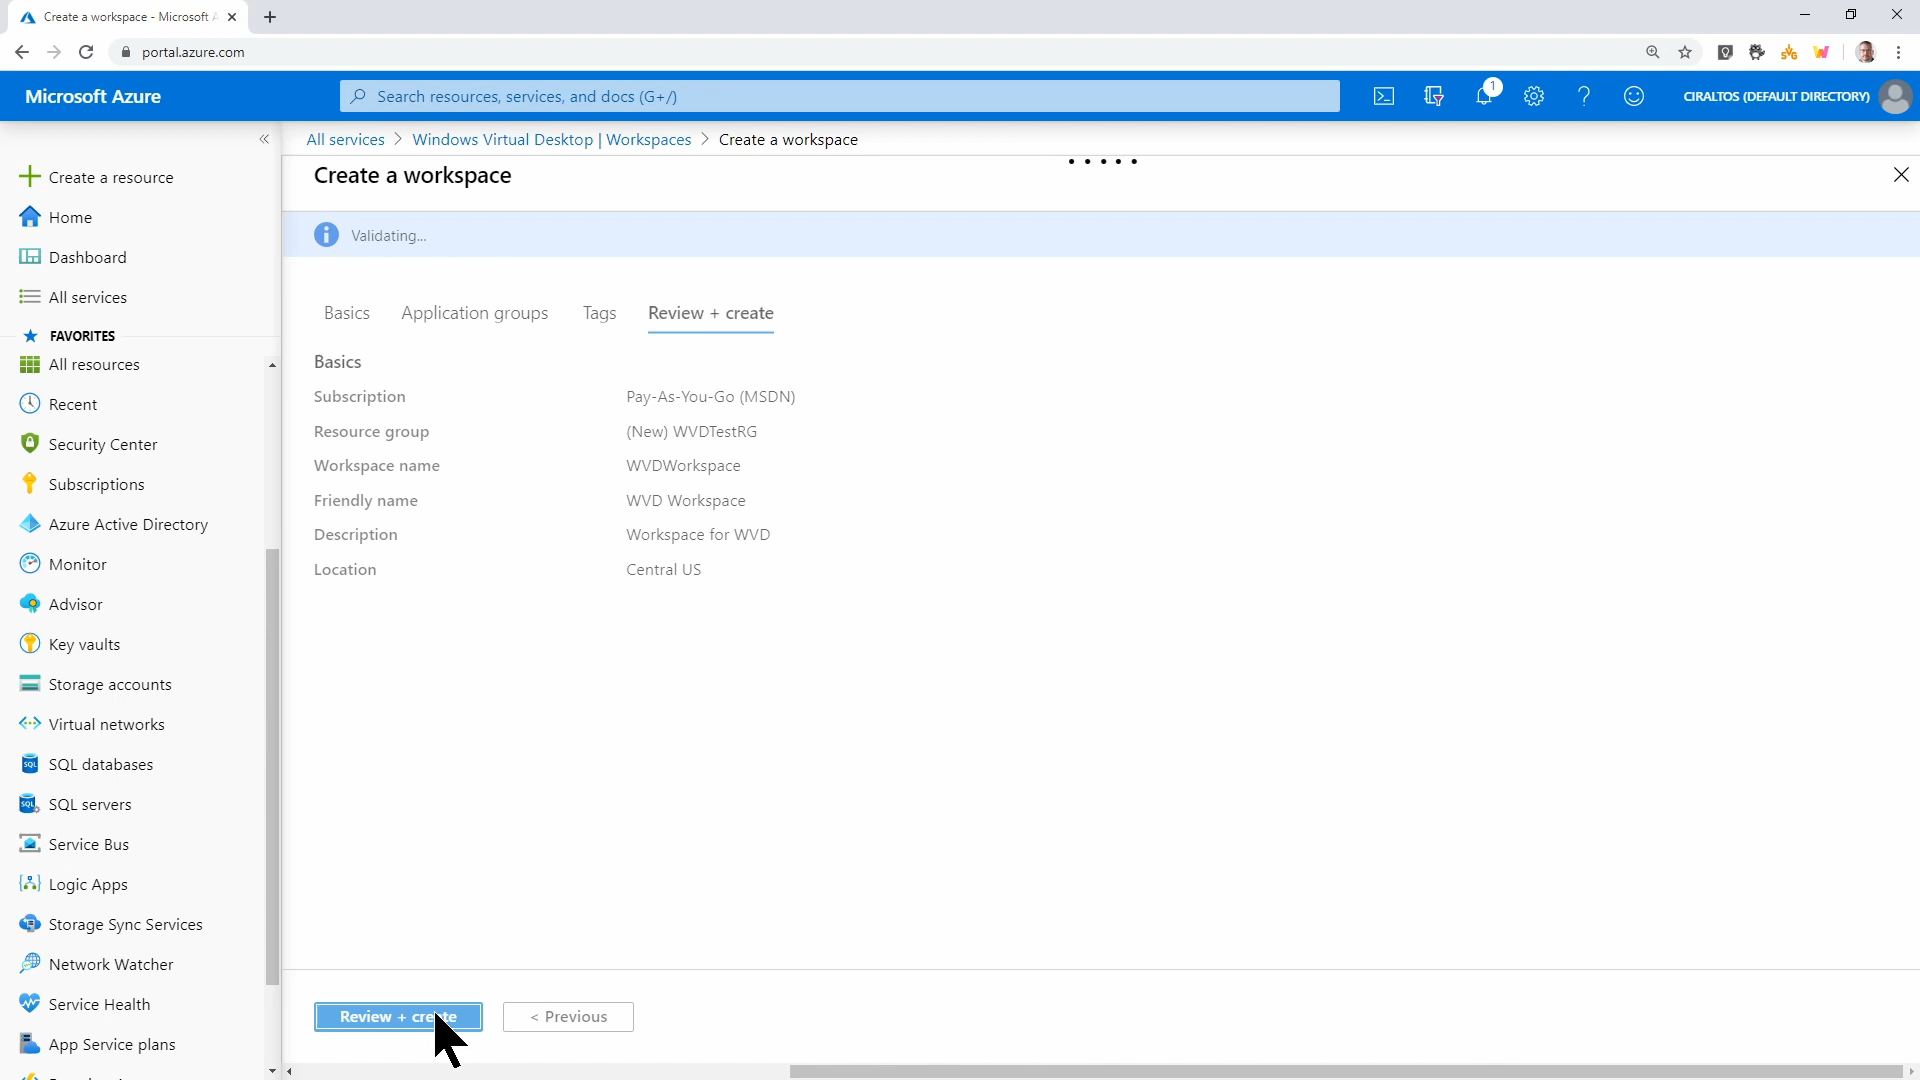 Create a workspace - Microsoft A
portal.azure.com
Microsoft Azure
Search resources, services, and docs (G+/)
1
CIRALTOS (DEFAULT DIRECTORY)
All services > Windows Virtual Desktop | Workspaces > Create a workspace
Create a workspace
Validating...
Create a resource
Home
Dashboard
All services
FAVORITES
All resources
Recent
Security Center
Subscriptions
Azure Active Directory
Monitor
Advisor
Key vaults
Storage accounts
Virtual networks
SQL databases
SQL servers
Service Bus
Logic Apps
Storage Sync Services
Network Watcher
Service Health
App Service plans
Basics Application groups Tags Review + create
Basics
Subscription Pay-As-You-Go (MSDN)
Resource group (New) WVDTestRG
Workspace name WVDWorkspace
Friendly name WVD Workspace
Description Workspace for WVD
Location Central US
Review + create
< Previous